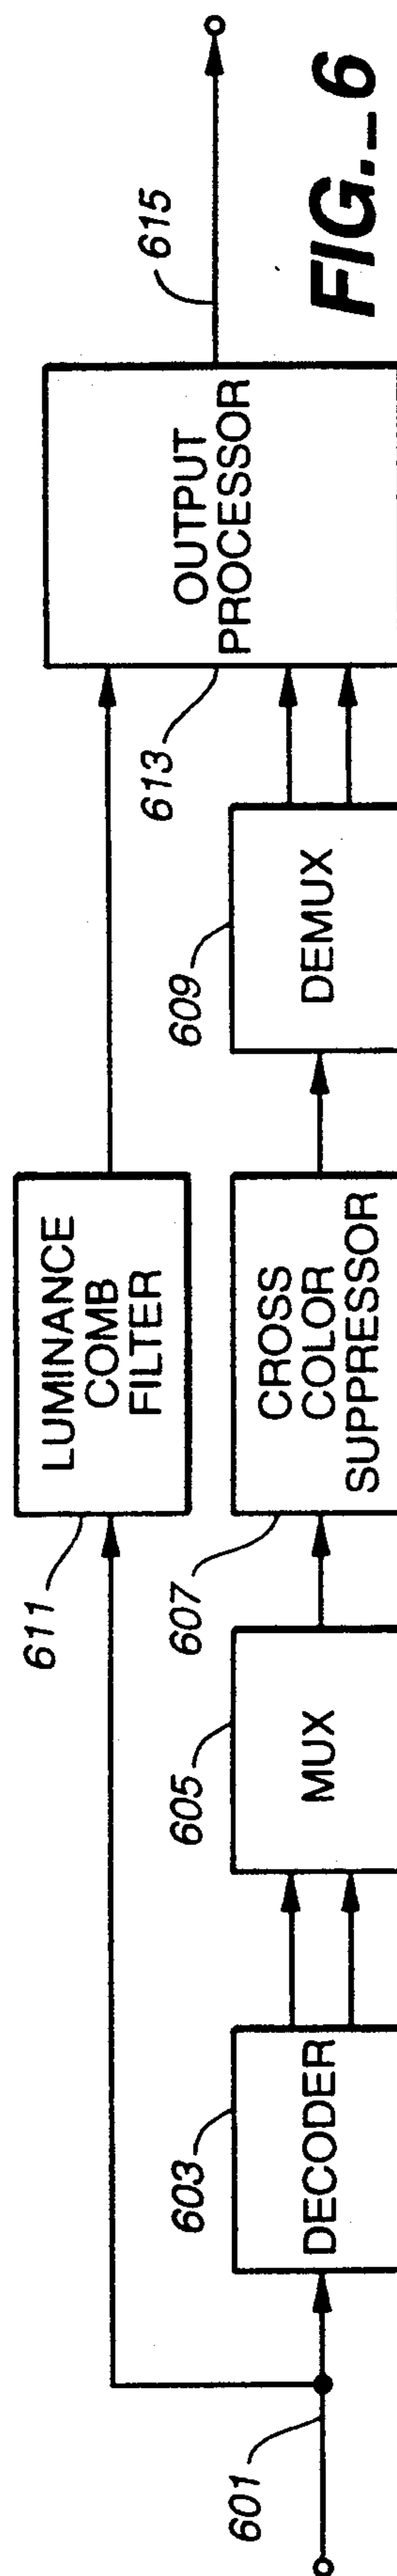 611
LUMINANCE
COMB
FILTER
601
603
DECODER
605
MUX
607
CROSS
COLOR
SUPPRESSOR
609
DEMUX
613
OUTPUT
PROCESSOR
615
FIG._6